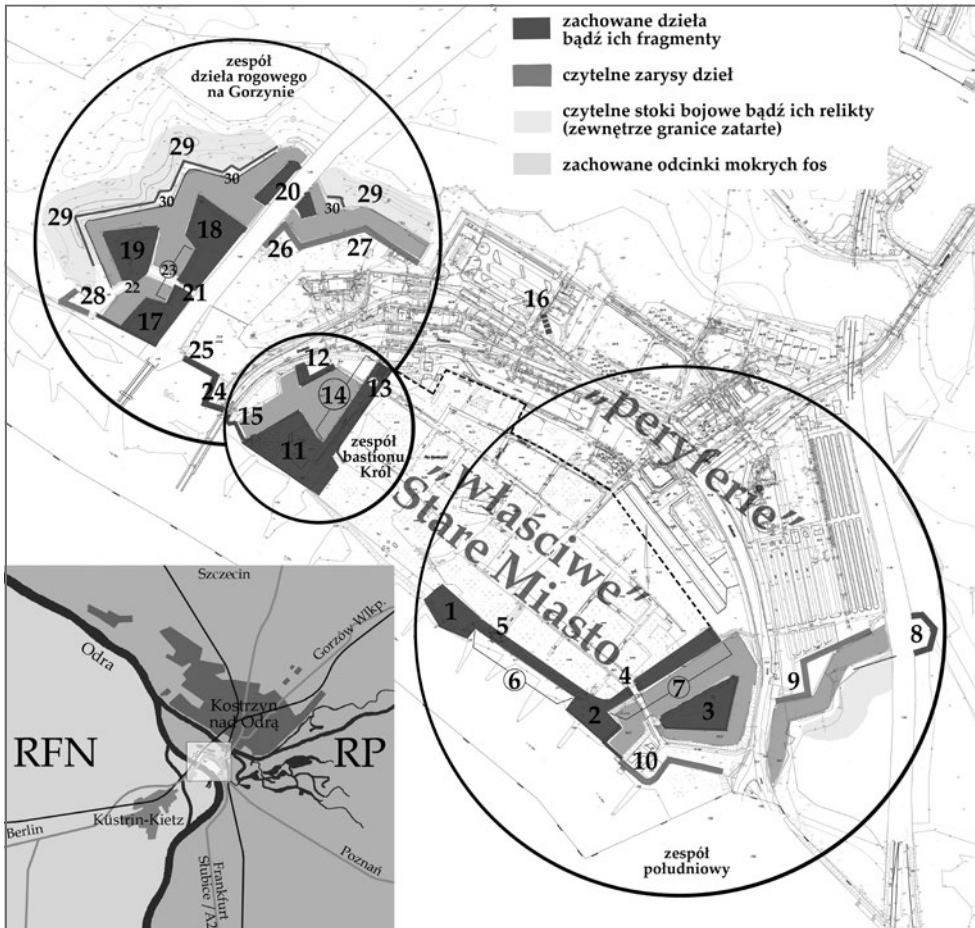 zachowane dzieła
bądź ich fragmenty
czytelne zarysy dzieł
czytelne stoki bojowe bądź ich relikty
(zewnętrze granice zatarte)
zachowane odcinki mokrych fos
zespół
dzieła rogowego
na Gorzynie
29
29
29
29
30
30
30
20
19
18
23
22
21
28
17
26
27
25
24
15
16
12
14
13
11
zespół
bastionu
Król
„peryferie”
„właściwe”
Stare Miasto
1
5
6
4
7
2
3
10
9
8
zespół
południowy
Szczecin
Gorzów Wlkp.
Odra
Kostrzyn
nad Odrą
RFN
RP
Küstrin-Kietz
Berlin
Poznań
Frankfurt
Słubice / A2